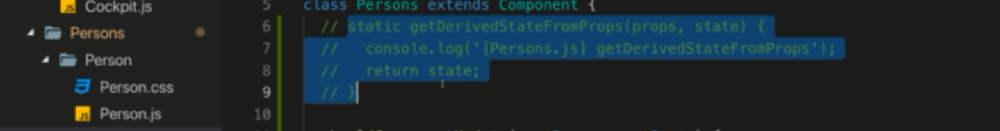 Cockpit.js
Persons
Person
Person.css
Person.js
5 class Persons extends Component {
6 // static getDerivedStateFromProps(props, state) {
7 //   console.log('[Persons.js] getDerivedStateFromProps');
8 //   return state;
9 // }
10